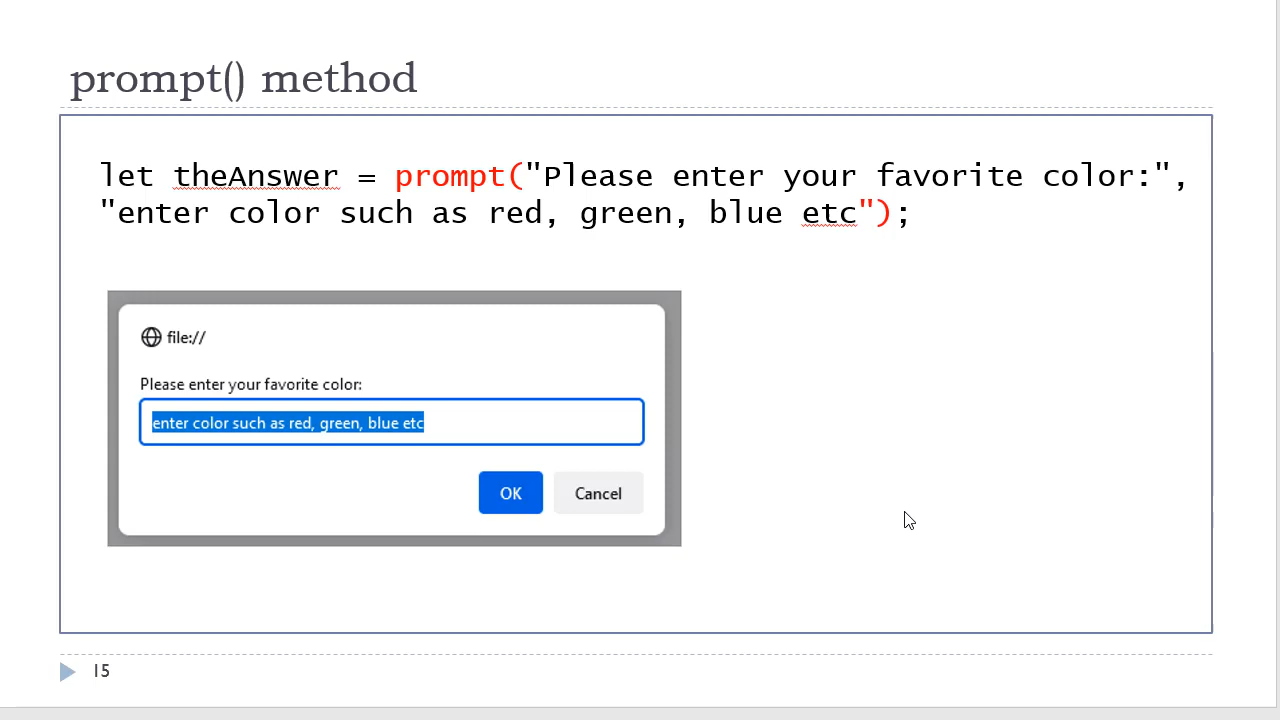 prompt() method
let theAnswer = prompt("Please enter your favorite color:",
"enter color such as red, green, blue etc");
file://
Please enter your favorite color:
enter color such as red, green, blue etc
OK Cancel
15